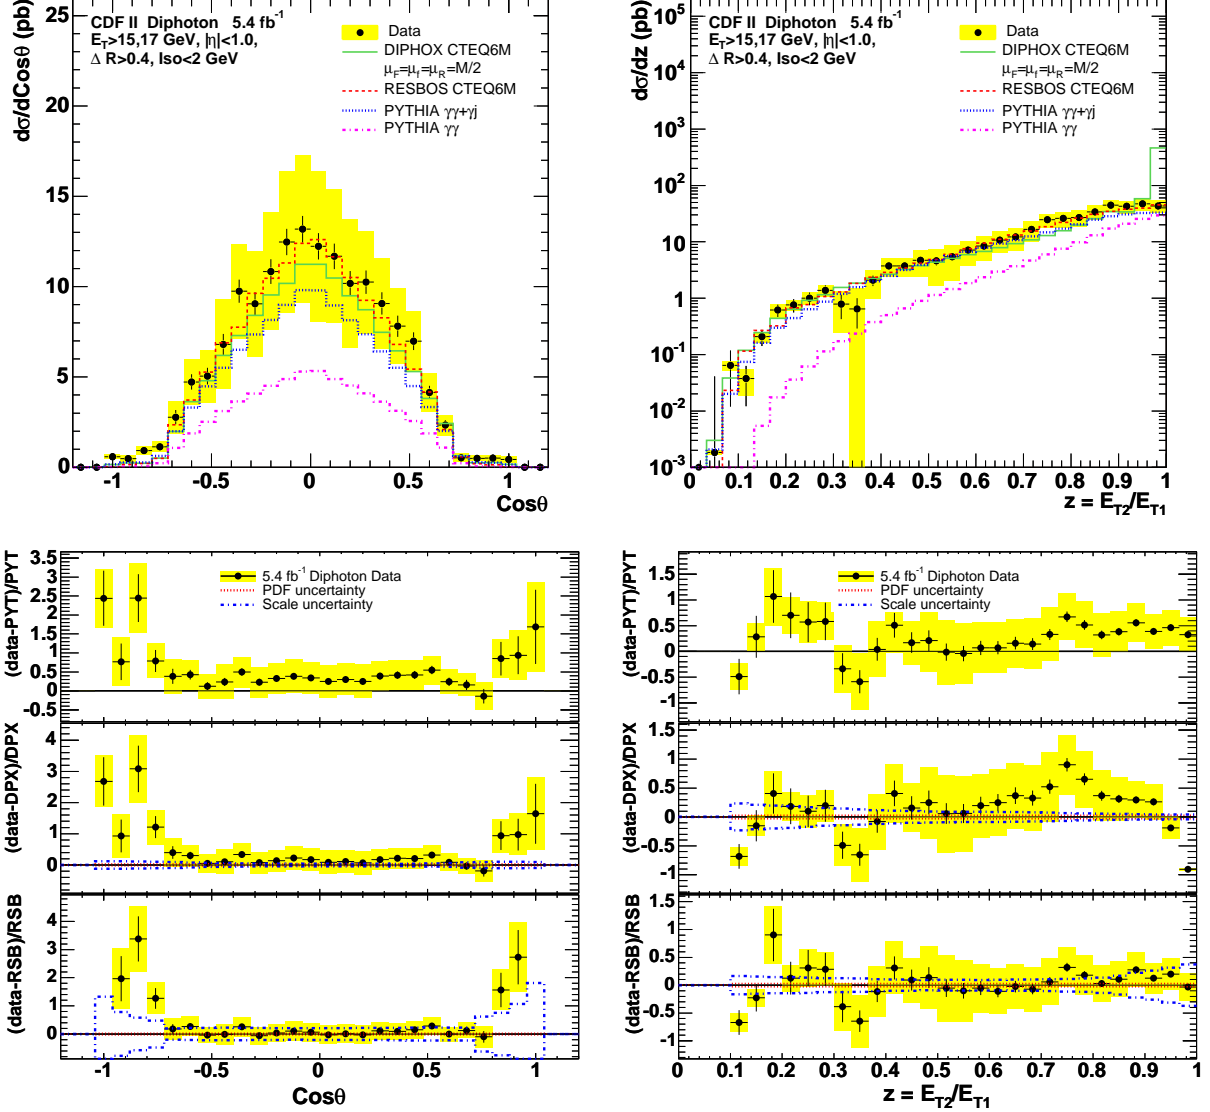 CDF II Diphoton 5.4 fb⁻¹
E_T>15,17 GeV, |η|<1.0,
Δ R>0.4, Iso<2 GeV
Data
DIPHOX CTEQ6M
μ_F=μ_f=μ_R=M/2
RESBOS CTEQ6M
PYTHIA γγ+γj
PYTHIA γγ
dσ/dCosθ (pb)
25
20
15
10
5
0
-1 -0.5 0 0.5 1
Cosθ
CDF II Diphoton 5.4 fb⁻¹
E_T>15,17 GeV, |η|<1.0,
Δ R>0.4, Iso<2 GeV
Data
DIPHOX CTEQ6M
μ_F=μ_f=μ_R=M/2
RESBOS CTEQ6M
PYTHIA γγ+γj
PYTHIA γγ
dσ/dz (pb)
10⁵
10⁴
10³
10²
10
1
10⁻¹
10⁻²
10⁻³
0 0.1 0.2 0.3 0.4 0.5 0.6 0.7 0.8 0.9 1
z = E_T2/E_T1
5.4 fb⁻¹ Diphoton Data
PDF uncertainty
Scale uncertainty
(data-PYT)/PYT
3.5
3
2.5
2
1.5
1
0.5
0
-0.5
(data-DPX)/DPX
4
3
2
1
0
(data-RSB)/RSB
4
3
2
1
0
-1 -0.5 0 0.5 1
Cosθ
5.4 fb⁻¹ Diphoton Data
PDF uncertainty
Scale uncertainty
(data-PYT)/PYT
1.5
1
0.5
0
-0.5
-1
(data-DPX)/DPX
1.5
1
0.5
0
-0.5
-1
(data-RSB)/RSB
1.5
1
0.5
0
-0.5
-1
0 0.1 0.2 0.3 0.4 0.5 0.6 0.7 0.8 0.9 1
z = E_T2/E_T1